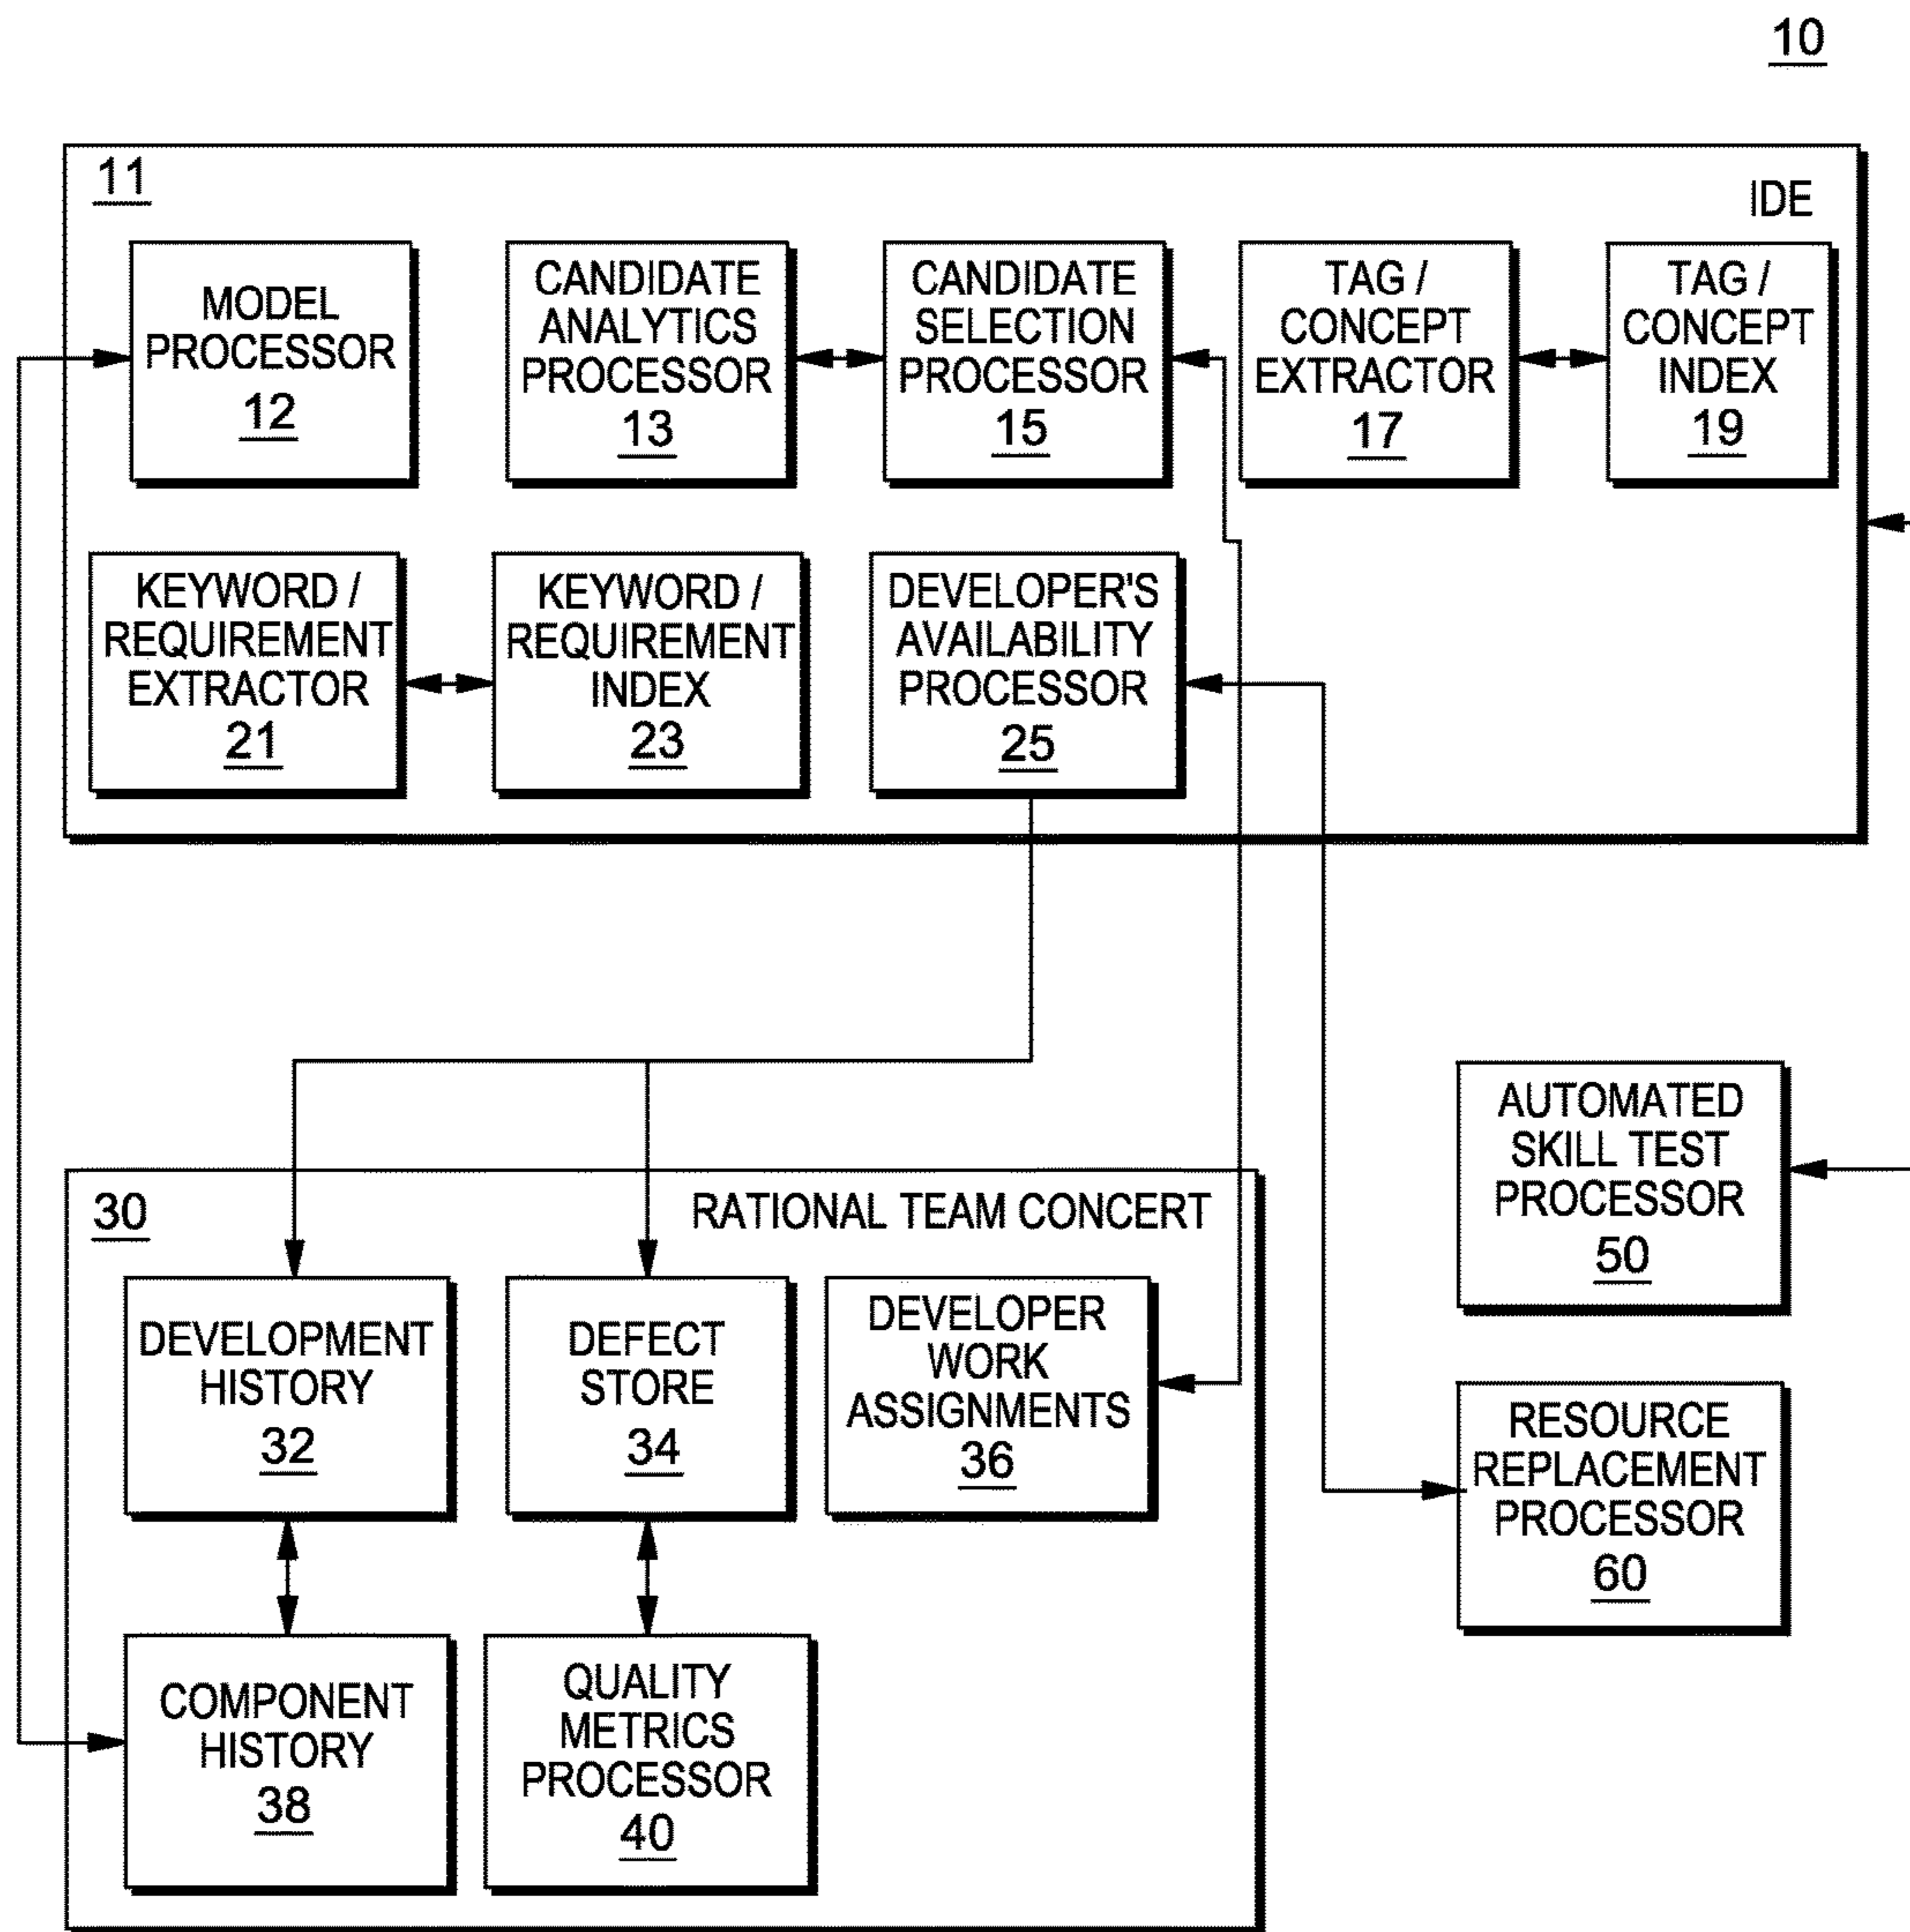 10
11
IDE
MODEL
PROCESSOR
12
CANDIDATE
ANALYTICS
PROCESSOR
13
CANDIDATE
SELECTION
PROCESSOR
15
TAG /
CONCEPT
EXTRACTOR
17
TAG /
CONCEPT
INDEX
19
KEYWORD /
REQUIREMENT
EXTRACTOR
21
KEYWORD /
REQUIREMENT
INDEX
23
DEVELOPER'S
AVAILABILITY
PROCESSOR
25
30
RATIONAL TEAM CONCERT
DEVELOPMENT
HISTORY
32
DEFECT
STORE
34
DEVELOPER
WORK
ASSIGNMENTS
36
COMPONENT
HISTORY
38
QUALITY
METRICS
PROCESSOR
40
AUTOMATED
SKILL TEST
PROCESSOR
50
RESOURCE
REPLACEMENT
PROCESSOR
60